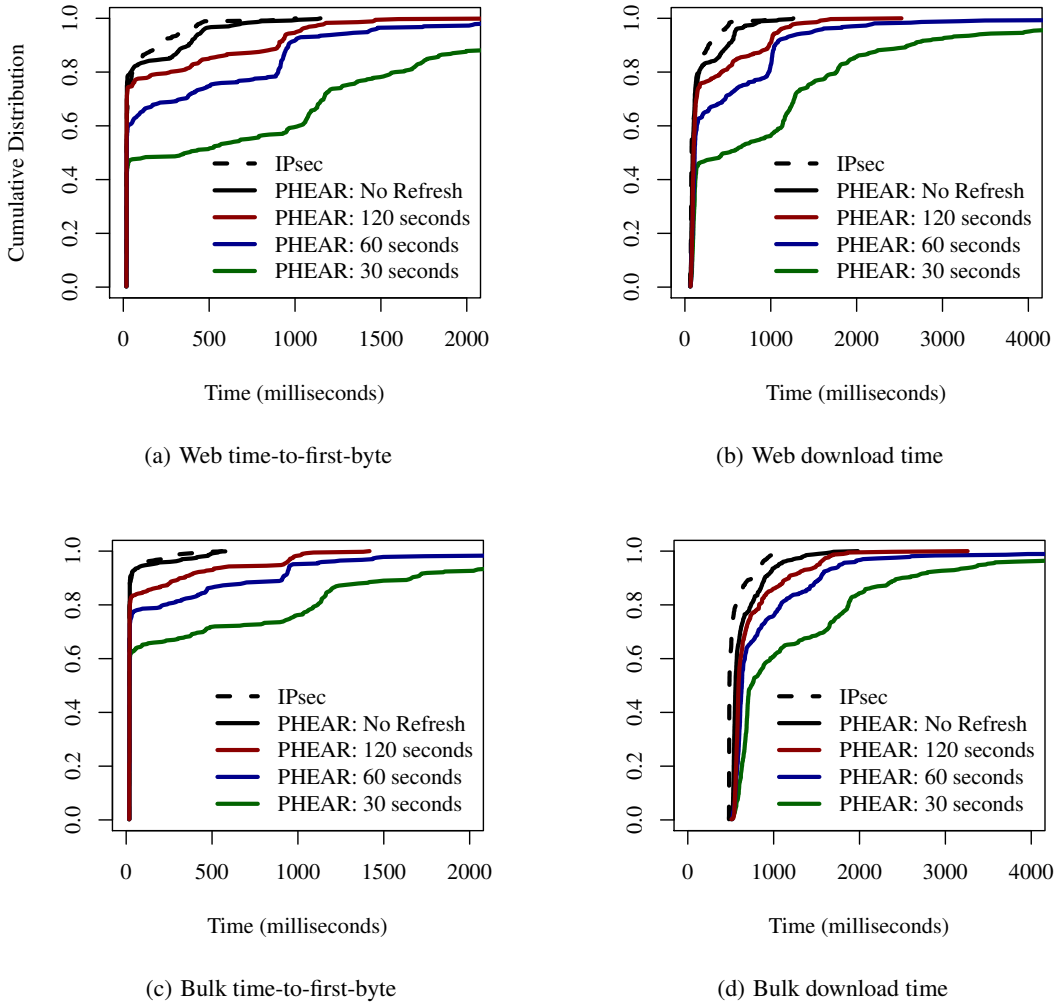 Cumulative Distribution
1.0
0.8
0.6
0.4
0.2
0.0
IPsec
PHEAR: No Refresh
PHEAR: 120 seconds
PHEAR: 60 seconds
PHEAR: 30 seconds
0 500 1000 1500 2000
Time (milliseconds)
(a) Web time-to-first-byte
1.0
0.8
0.6
0.4
0.2
0.0
IPsec
PHEAR: No Refresh
PHEAR: 120 seconds
PHEAR: 60 seconds
PHEAR: 30 seconds
0 1000 2000 3000 4000
Time (milliseconds)
(b) Web download time
1.0
0.8
0.6
0.4
0.2
0.0
IPsec
PHEAR: No Refresh
PHEAR: 120 seconds
PHEAR: 60 seconds
PHEAR: 30 seconds
0 500 1000 1500 2000
Time (milliseconds)
(c) Bulk time-to-first-byte
1.0
0.8
0.6
0.4
0.2
0.0
IPsec
PHEAR: No Refresh
PHEAR: 120 seconds
PHEAR: 60 seconds
PHEAR: 30 seconds
0 1000 2000 3000 4000
Time (milliseconds)
(d) Bulk download time